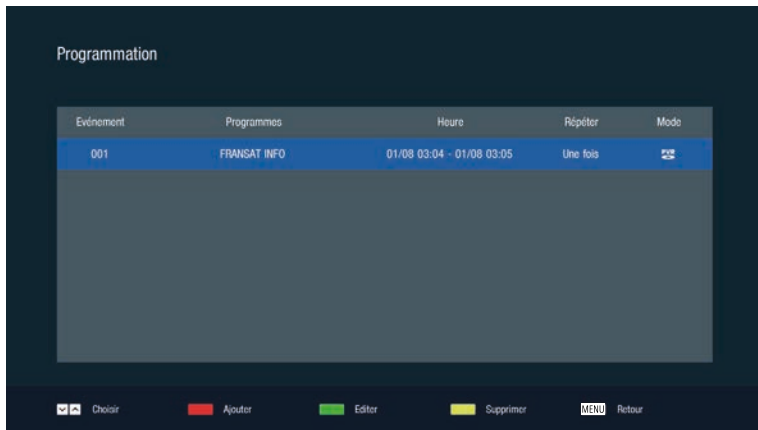 Programmation
Evénement Programmes Heure Répéter Mode
001 FRANSAT INFO 01/08 03:04 - 01/08 03:05 Une fois
Choisir Ajouter Editer Supprimer MENU Retour